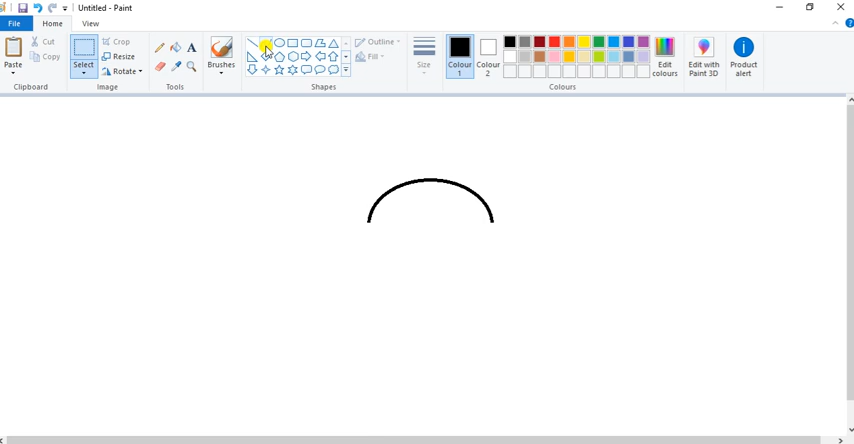 Untitled - Paint
File Home View
Paste
Cut
Copy
Clipboard
Select
Crop
Resize
Rotate
Image
A
Tools
Brushes
Shapes
Outline
Fill
Size
Colour 1
Colour 2
Colours
Edit colours
Edit with Paint 3D
Product alert